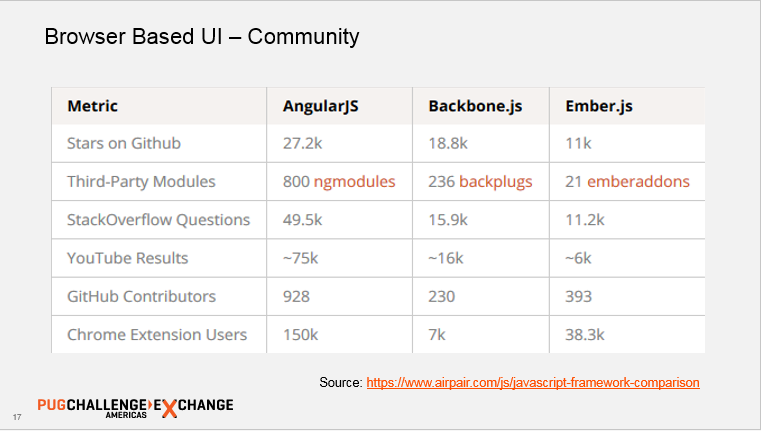 Browser Based UI – Community
Metric AngularJS Backbone.js Ember.js
Stars on Github 27.2k 18.8k 11k
Third-Party Modules 800 ngmodules 236 backplugs 21 emberaddons
StackOverflow Questions 49.5k 15.9k 11.2k
YouTube Results ~75k ~16k ~6k
GitHub Contributors 928 230 393
Chrome Extension Users 150k 7k 38.3k
Source: https://www.airpair.com/js/javascript-framework-comparison
PUGCHALLENGE EXCHANGE
AMERICAS
17